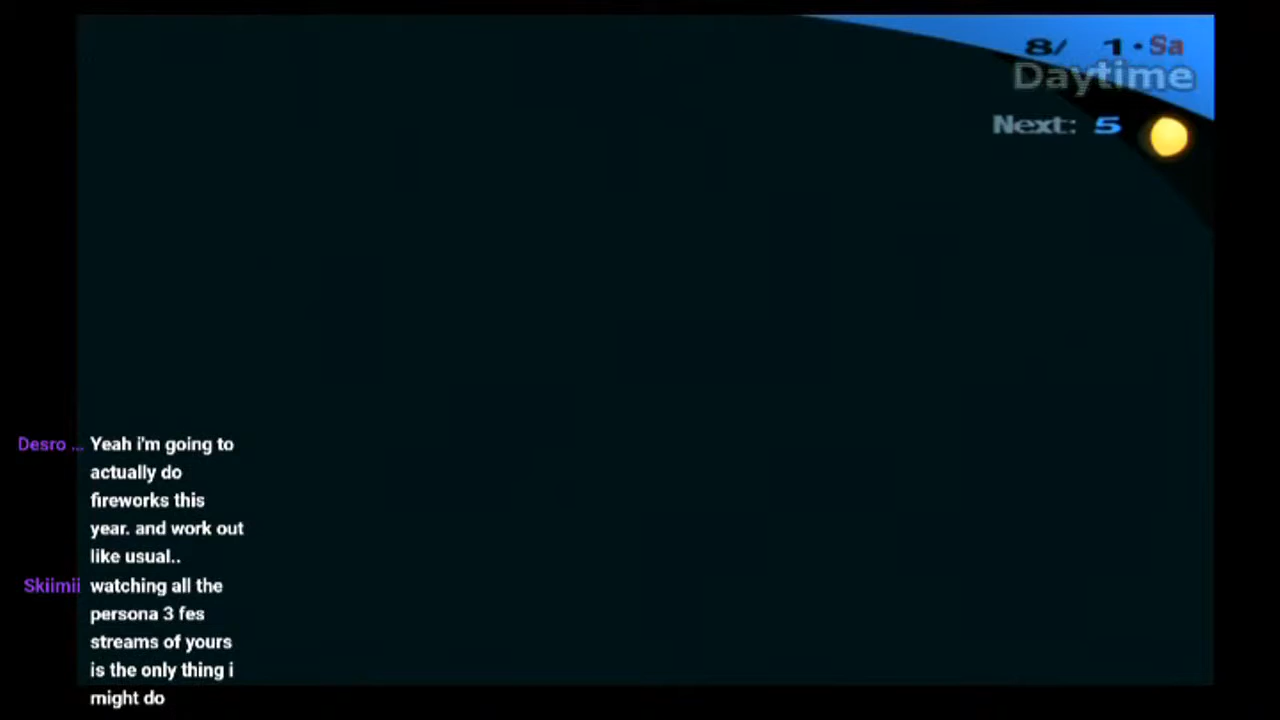 8/ 1·Sa
Daytime
Next: 5
Desro ... Yeah i'm going to
actually do
fireworks this
year. and work out
like usual..
Skiimii watching all the
persona 3 fes
streams of yours
is the only thing i
might do